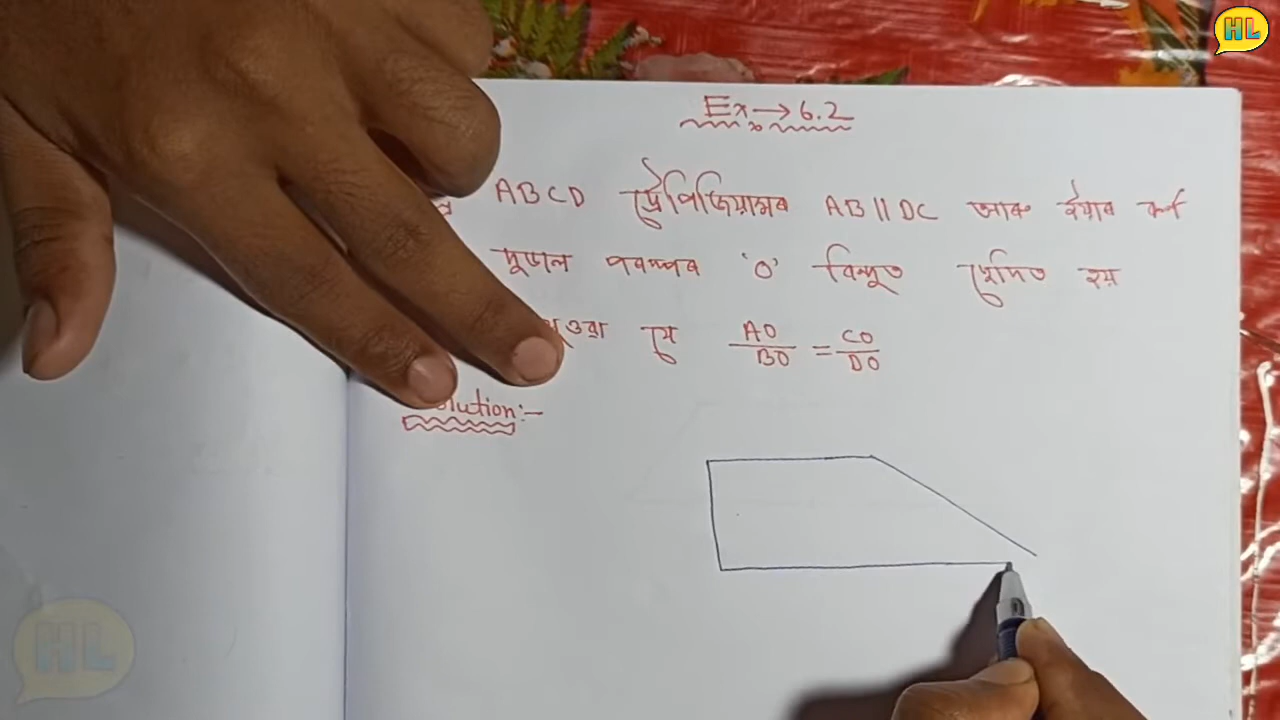 HL
Ex → 6.2
ABCD ট্ৰেপিজিয়ামৰ AB || DC আৰু ইয়াৰ কৰ্ণ
দুডাল পৰস্পৰ 'O' বিন্দুত ছেদিত হয়
যে AO/BO = CO/DO
Solution:-
HL